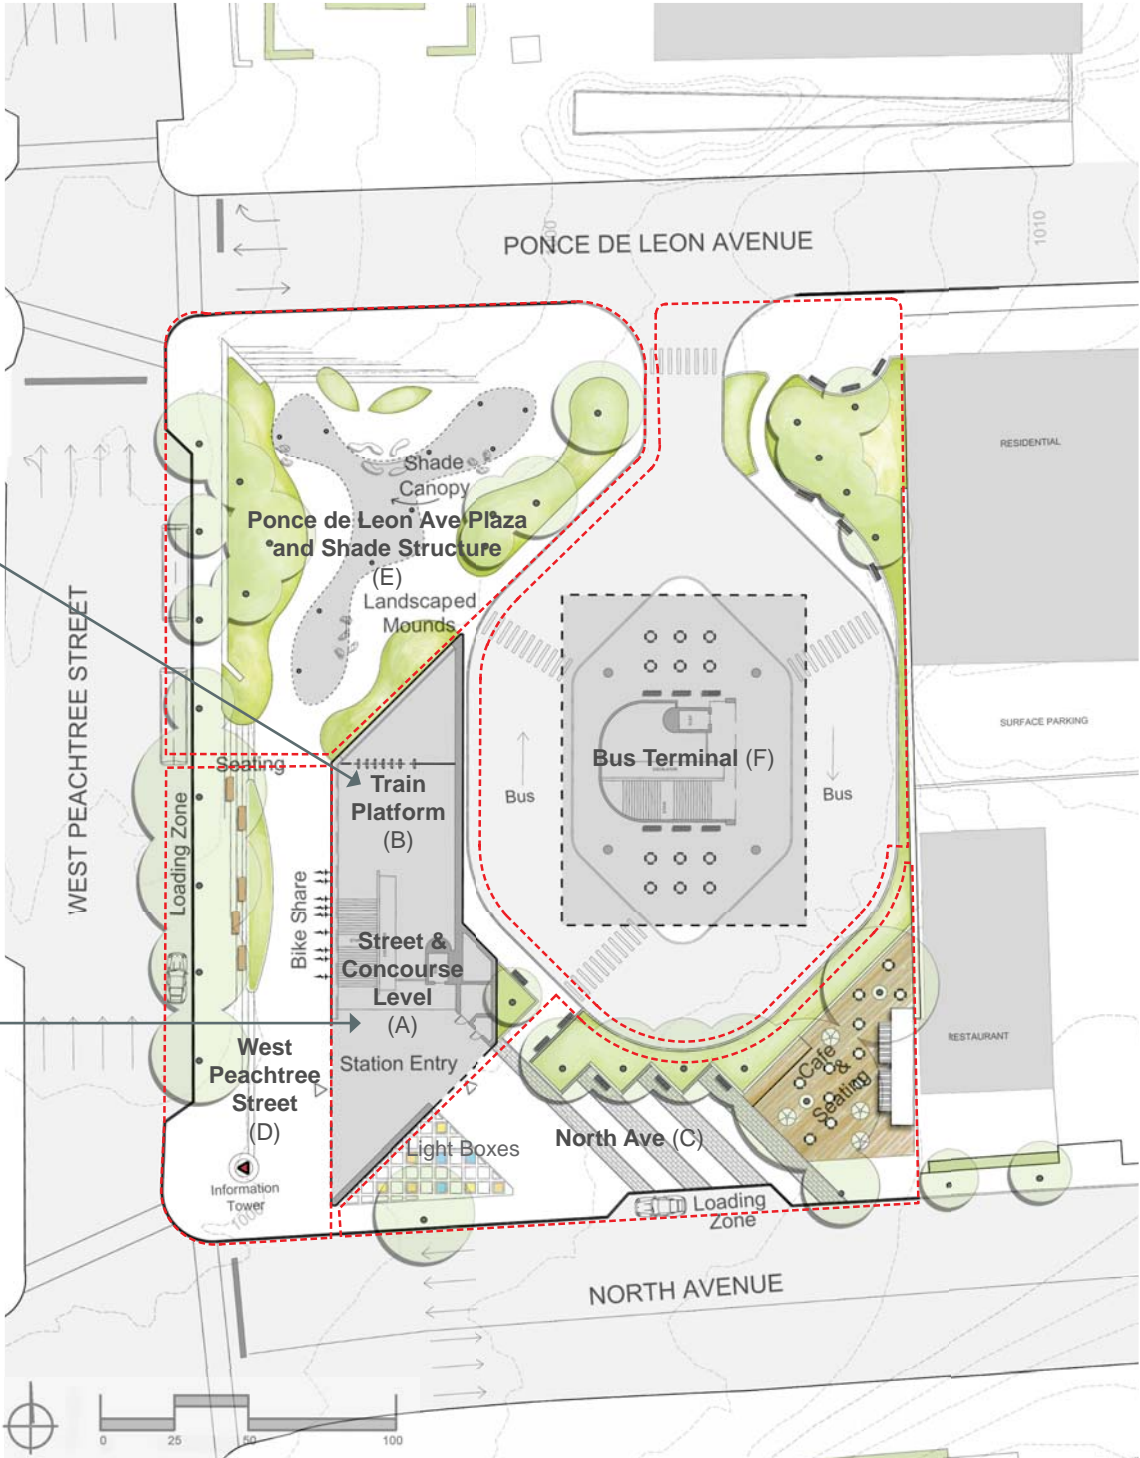 PONCE DE LEON AVENUE
1010
RESIDENTIAL
Shade
Canopy
Ponce de Leon Ave Plaza
and Shade Structure
(E)
Landscaped
Mounds
WEST PEACHTREE STREET
SURFACE PARKING
Seating
Train
Platform
(B)
Bus Terminal (F)
Bus
Bus
Loading Zone
Bike Share
Street &
Concourse
Level
(A)
Station Entry
West
Peachtree
Street
(D)
RESTAURANT
Cafe
&
Seating
North Ave (C)
Light Boxes
Information
Tower
1000
Loading
Zone
NORTH AVENUE
0 25 50 100